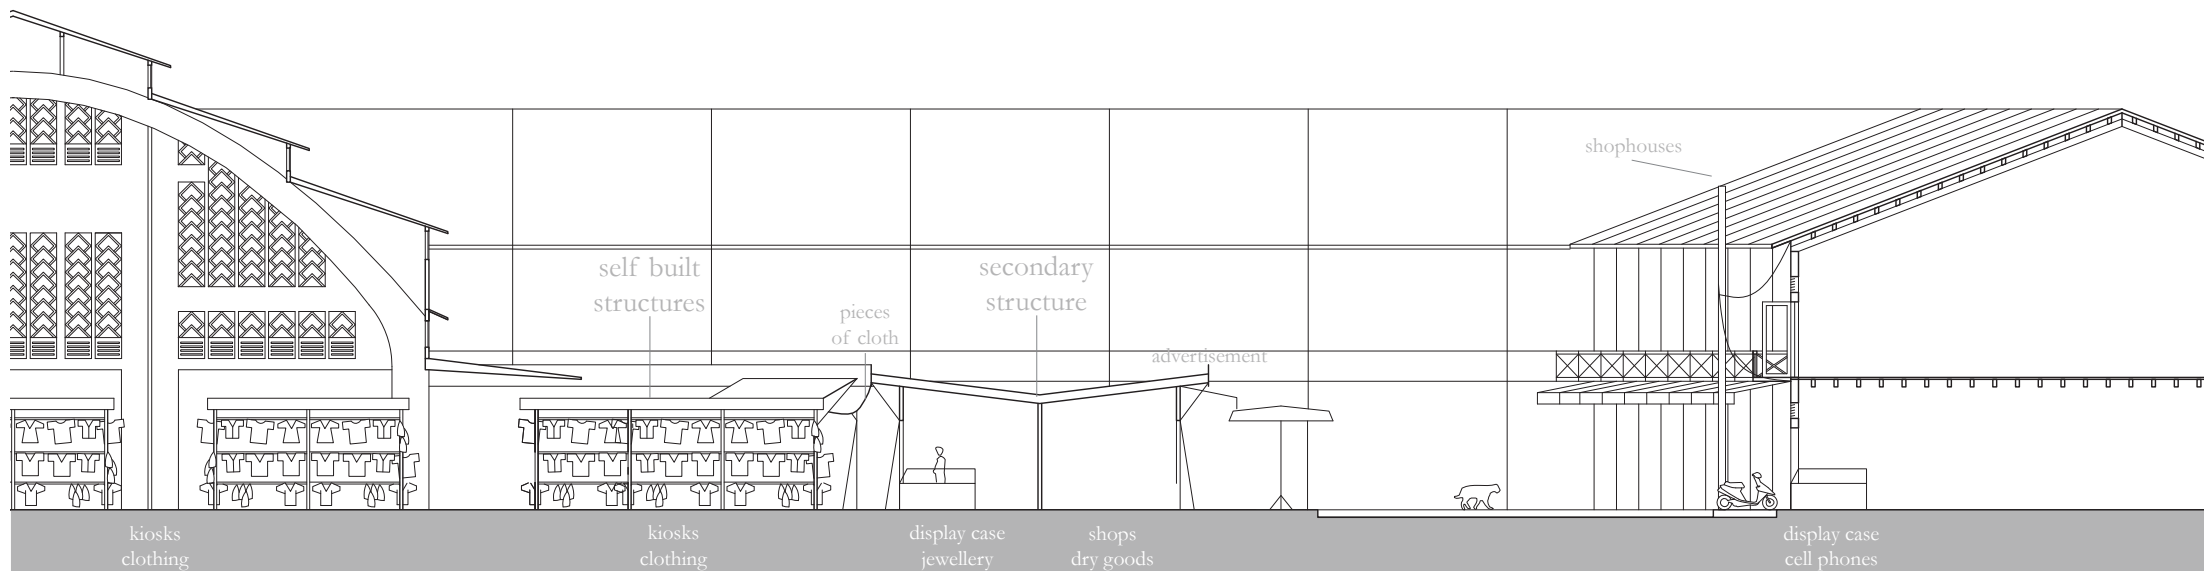 shophouses
self built
structures
secondary
structure
pieces
of cloth
advertisement
kiosks
clothing
kiosks
clothing
display case
jewellery
shops
dry goods
display case
cell phones